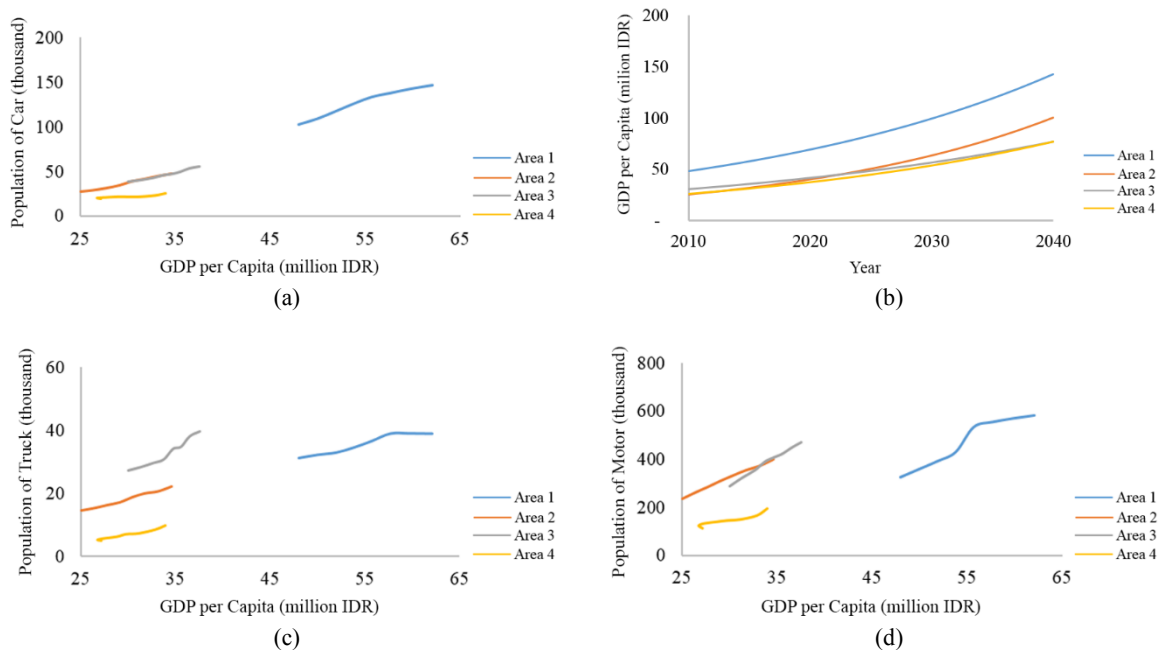 Population of Car (thousand)
200
150
100
50
0
25 35 45 55 65
GDP per Capita (million IDR)
Area 1
Area 2
Area 3
Area 4
(a)
GDP per Capita (milion IDR)
200
150
100
50
-
2010 2020 2030 2040
Year
Area 1
Area 2
Area 3
Area 4
(b)
Population of Truck (thousand)
60
40
20
0
25 35 45 55 65
GDP per Capita (million IDR)
Area 1
Area 2
Area 3
Area 4
(c)
Population of Motor (thousand)
800
600
400
200
0
25 35 45 55 65
GDP per Capita (million IDR)
Area 1
Area 2
Area 3
Area 4
(d)